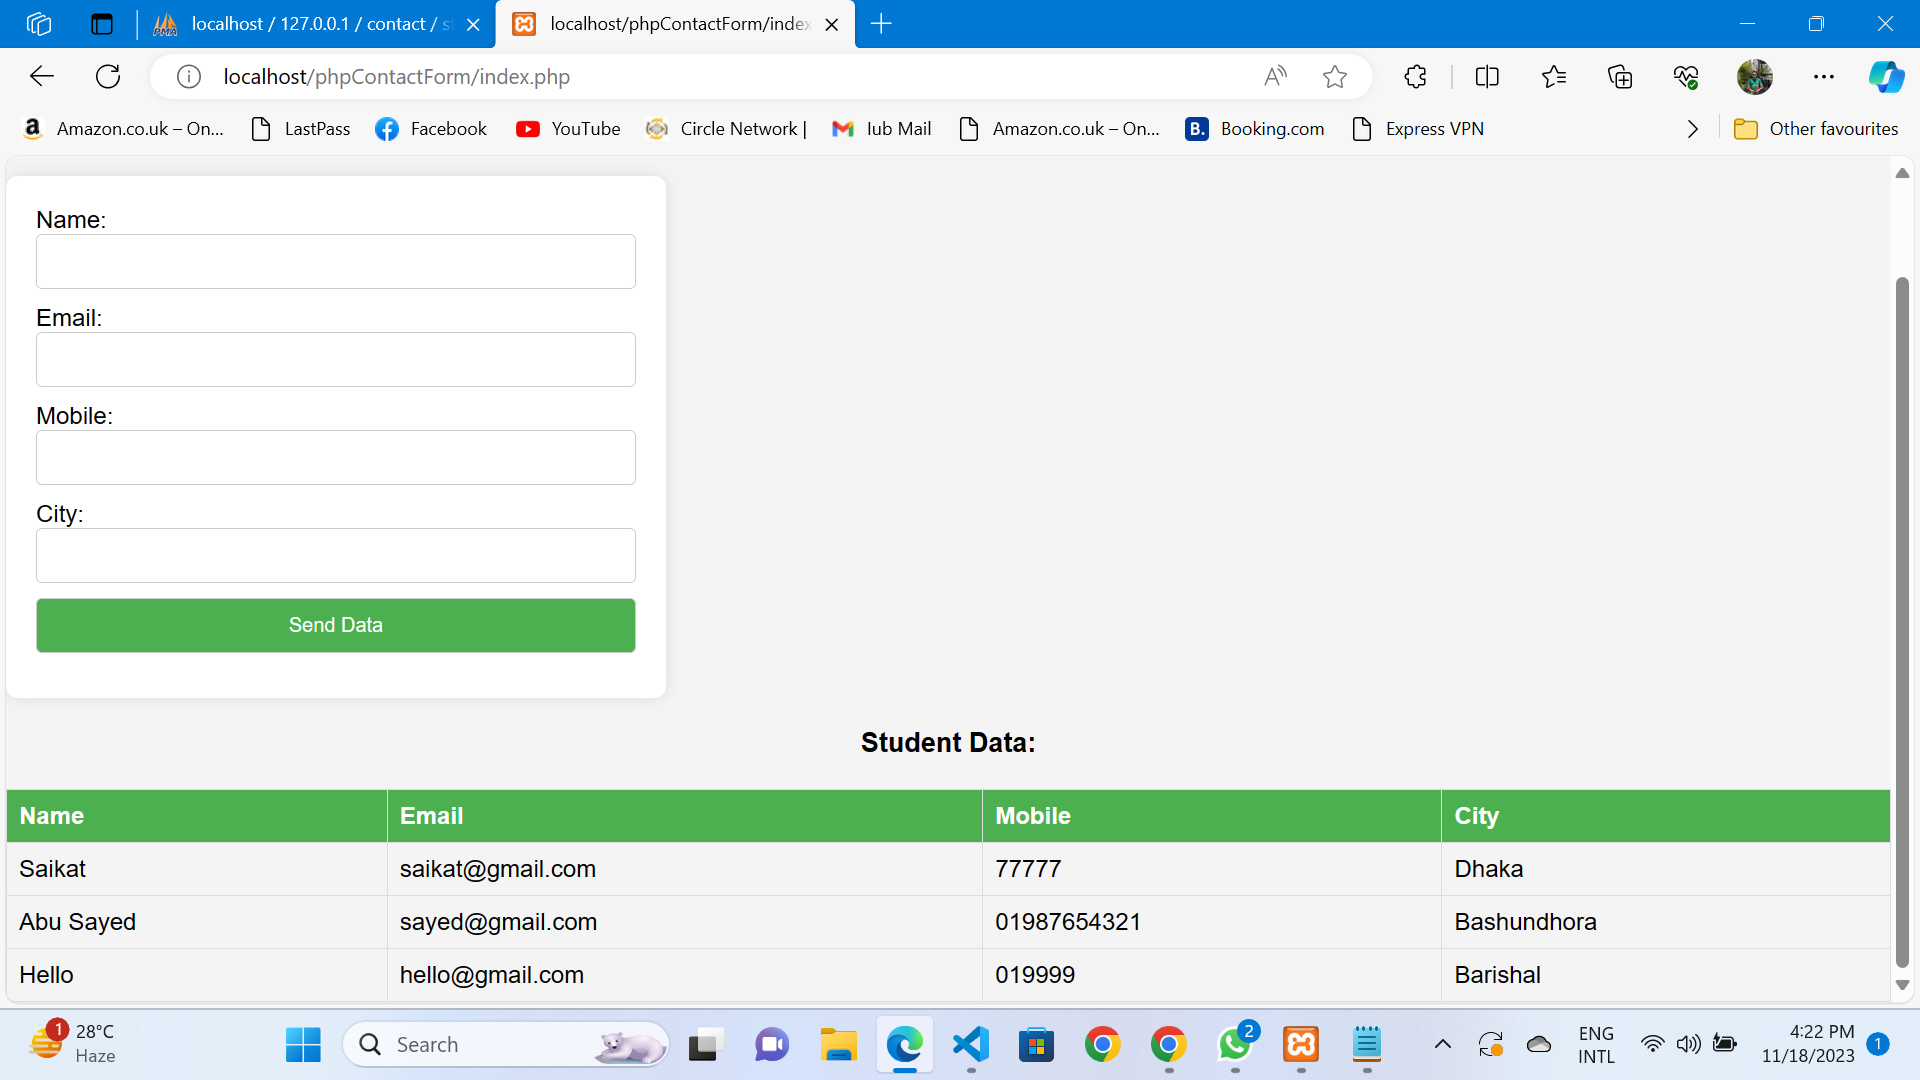 localhost / 127.0.0.1 / contact / s
localhost/phpContactForm/index
localhost/phpContactForm/index.php
Amazon.co.uk – On...
LastPass
Facebook
YouTube
Circle Network |
Iub Mail
Amazon.co.uk – On...
Booking.com
Express VPN
Other favourites
Name:
Email:
Mobile:
City:
Send Data
Student Data:
Name Email Mobile City
Saikat saikat@gmail.com 77777 Dhaka
Abu Sayed sayed@gmail.com 01987654321 Bashundhora
Hello hello@gmail.com 019999 Barishal
1
28°C
Haze
Search
2
ENG
INTL
4:22 PM
11/18/2023
1